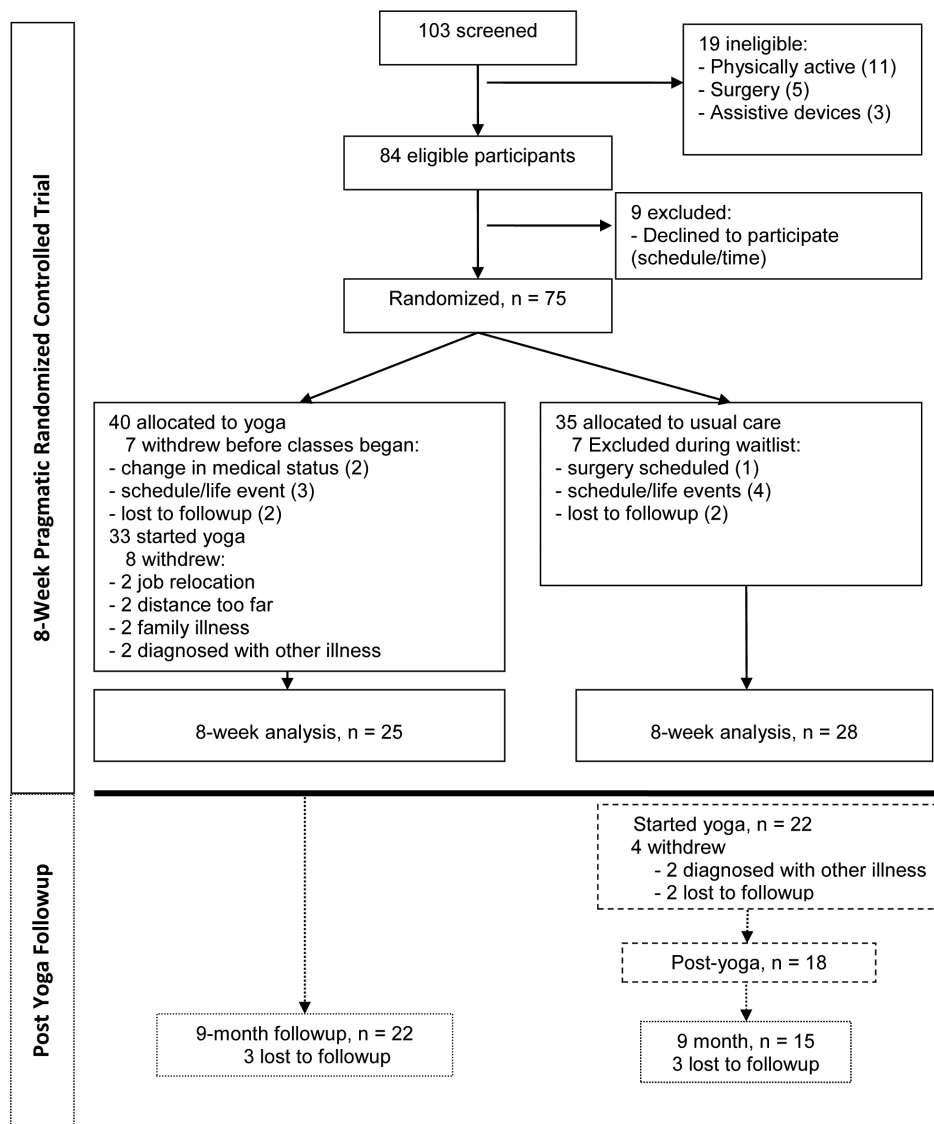 8-Week Pragmatic Randomized Controlled Trial
103 screened
19 ineligible:
- Physically active (11)
- Surgery (5)
- Assistive devices (3)
84 eligible participants
9 excluded:
- Declined to participate
(schedule/time)
Randomized, n = 75
40 allocated to yoga
7 withdrew before classes began:
- change in medical status (2)
- schedule/life event (3)
- lost to followup (2)
33 started yoga
8 withdrew:
- 2 job relocation
- 2 distance too far
- 2 family illness
- 2 diagnosed with other illness
35 allocated to usual care
7 Excluded during waitlist:
- surgery scheduled (1)
- schedule/life events (4)
- lost to followup (2)
8-week analysis, n = 25
8-week analysis, n = 28
Post Yoga Followup
Started yoga, n = 22
4 withdrew
- 2 diagnosed with other illness
- 2 lost to followup
Post-yoga, n = 18
9-month followup, n = 22
3 lost to followup
9 month, n = 15
3 lost to followup